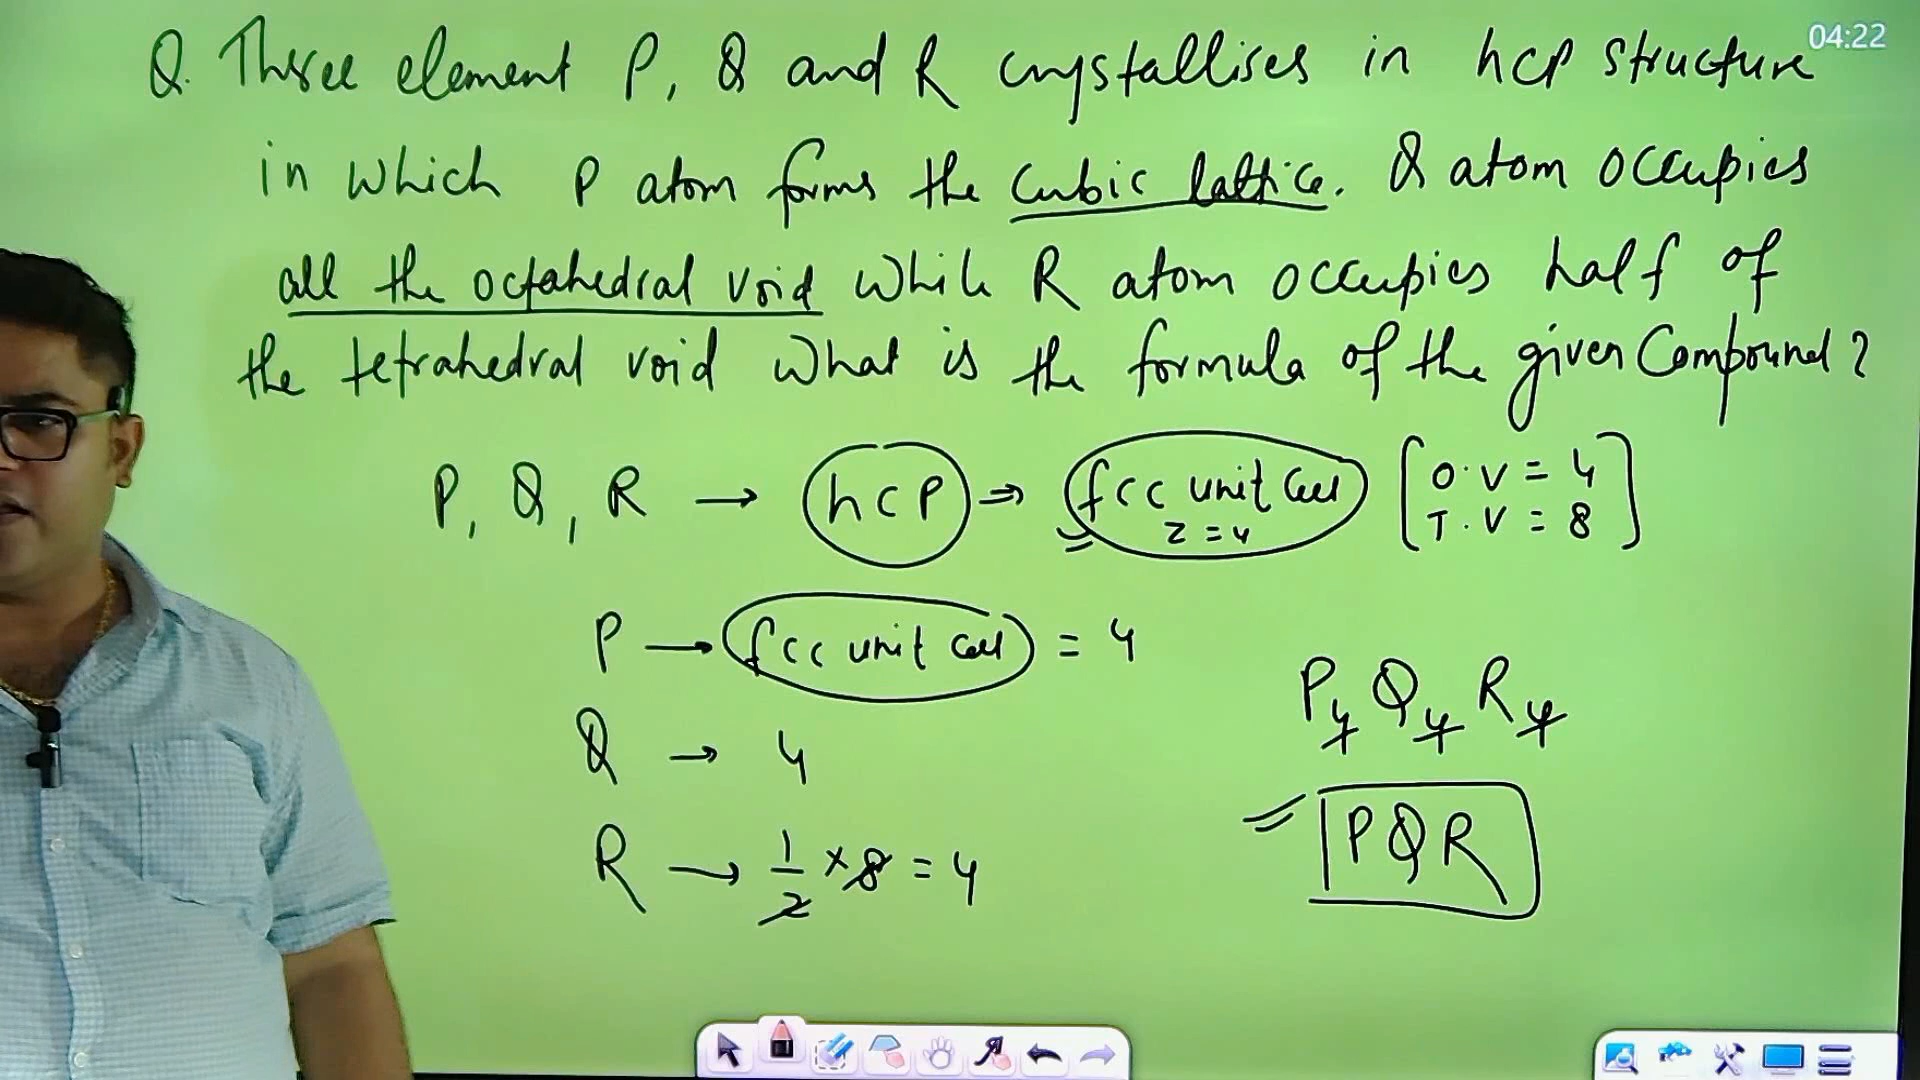 04:22
Q. Three element P, Q and R crystallises in hcp structure
in which P atom forms the Cubic lattice. Q atom occupies
all the octahedral void while R atom occupies half of
the tetrahedral void what is the formula of the given Compound?
P, Q, R → hcp ⇒ fcc unit cell [O.V = 4
Z = 4 T.V = 8]
P → fcc unit cell = 4
P4 Q4 R4
Q → 4
= PQR
R → 1/2 × 8 = 4